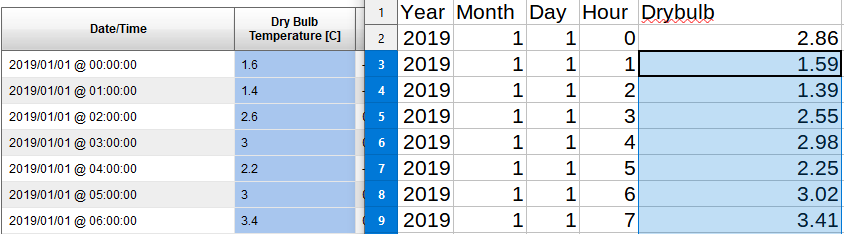 Date/Time Dry Bulb Temperature [C]
2019/01/01 @ 00:00:00 1.6
2019/01/01 @ 01:00:00 1.4
2019/01/01 @ 02:00:00 2.6
2019/01/01 @ 03:00:00 3
2019/01/01 @ 04:00:00 2.2
2019/01/01 @ 05:00:00 3
2019/01/01 @ 06:00:00 3.4
1 Year Month Day Hour Drybulb
2 2019 1 1 0 2.86
3 2019 1 1 1 1.59
4 2019 1 1 2 1.39
5 2019 1 1 3 2.55
6 2019 1 1 4 2.98
7 2019 1 1 5 2.25
8 2019 1 1 6 3.02
9 2019 1 1 7 3.41